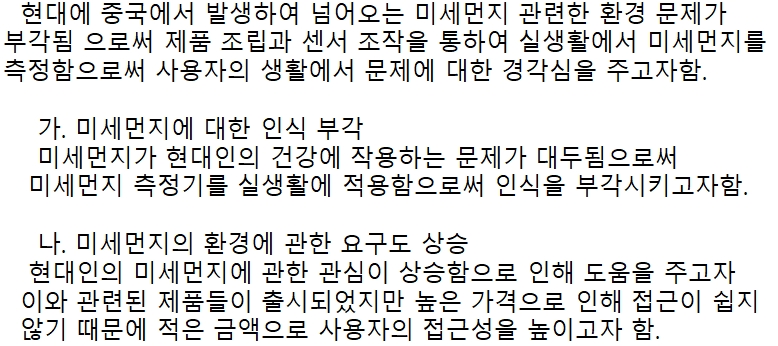 현대에 중국에서 발생하여 넘어오는 미세먼지 관련한 환경 문제가
부각됨 으로써 제품 조립과 센서 조작을 통하여 실생활에서 미세먼지를
측정함으로써 사용자의 생활에서 문제에 대한 경각심을 주고자함.
가. 미세먼지에 대한 인식 부각
미세먼지가 현대인의 건강에 작용하는 문제가 대두됨으로써
미세먼지 측정기를 실생활에 적용함으로써 인식을 부각시키고자함.
나. 미세먼지의 환경에 관한 요구도 상승
현대인의 미세먼지에 관한 관심이 상승함으로 인해 도움을 주고자
이와 관련된 제품들이 출시되었지만 높은 가격으로 인해 접근이 쉽지
않기 때문에 적은 금액으로 사용자의 접근성을 높이고자 함.